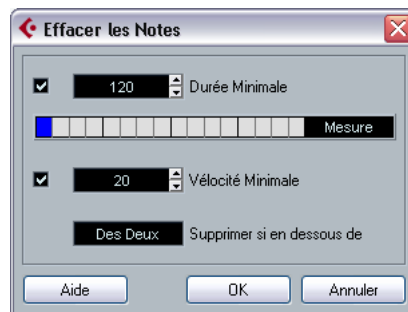 Effacer les Notes
120 Durée Minimale
Mesure
20 Vélocité Minimale
Des Deux Supprimer si en dessous de
Aide OK Annuler